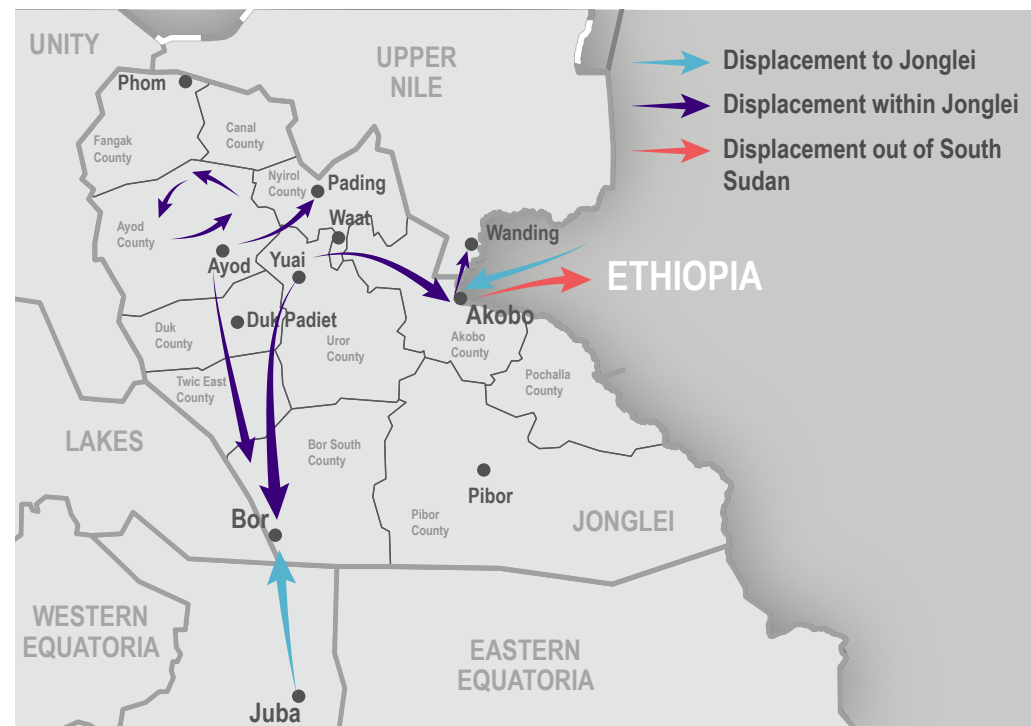 UNITY
UPPER
NILE
Displacement to Jonglei
Displacement within Jonglei
Displacement out of South
Sudan
Phom
Canal
County
Fangak
County
Nyirol
County
Pading
Waat
Wanding
Ayod
County
Ayod
Yuai
ETHIOPIA
Akobo
Duk Padiet
Duk
County
Uror
County
Akobo
County
Twic East
County
Pochalla
County
LAKES
Bor South
County
Pibor
Bor
Pibor
County
JONGLEI
WESTERN
EQUATORIA
EASTERN
EQUATORIA
Juba